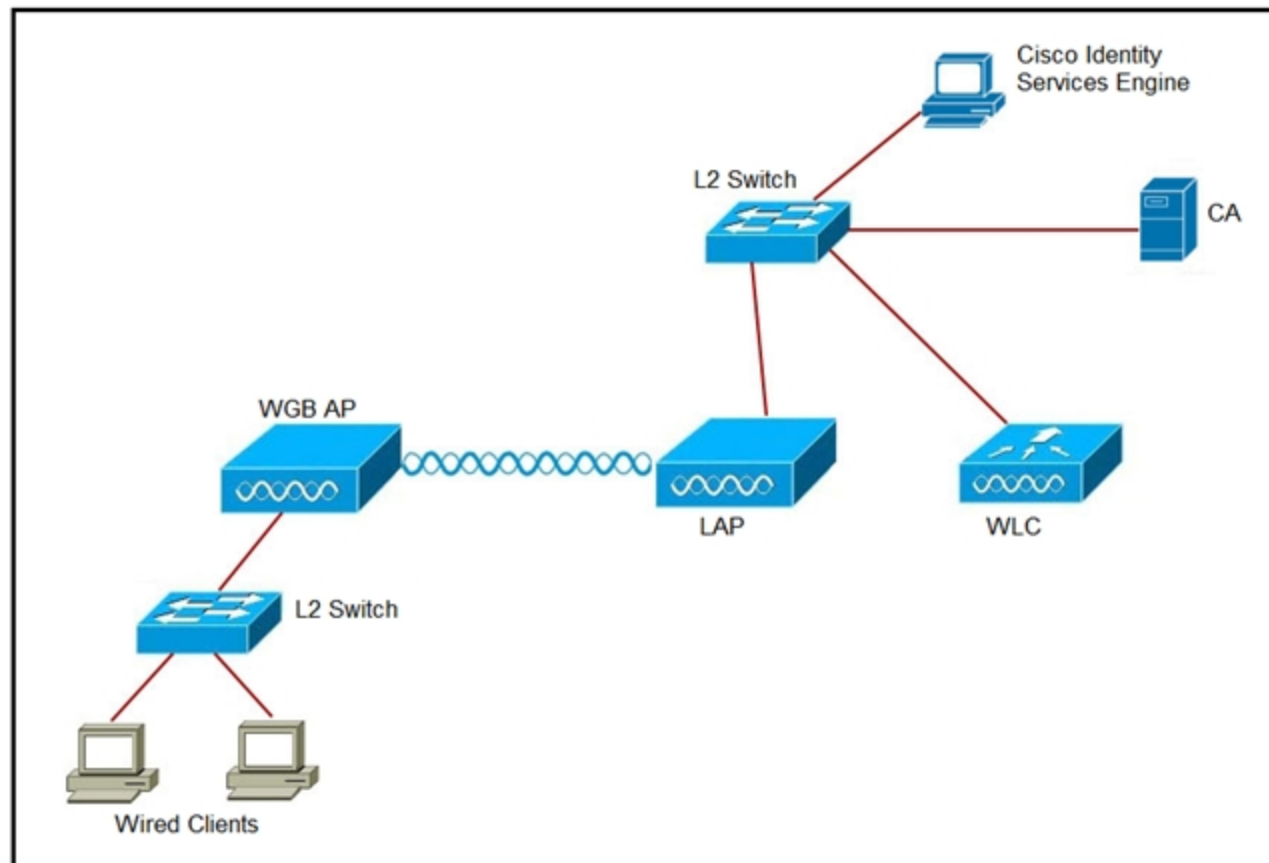 Cisco Identity
Services Engine
L2 Switch
CA
WGB AP
LAP
WLC
L2 Switch
Wired Clients